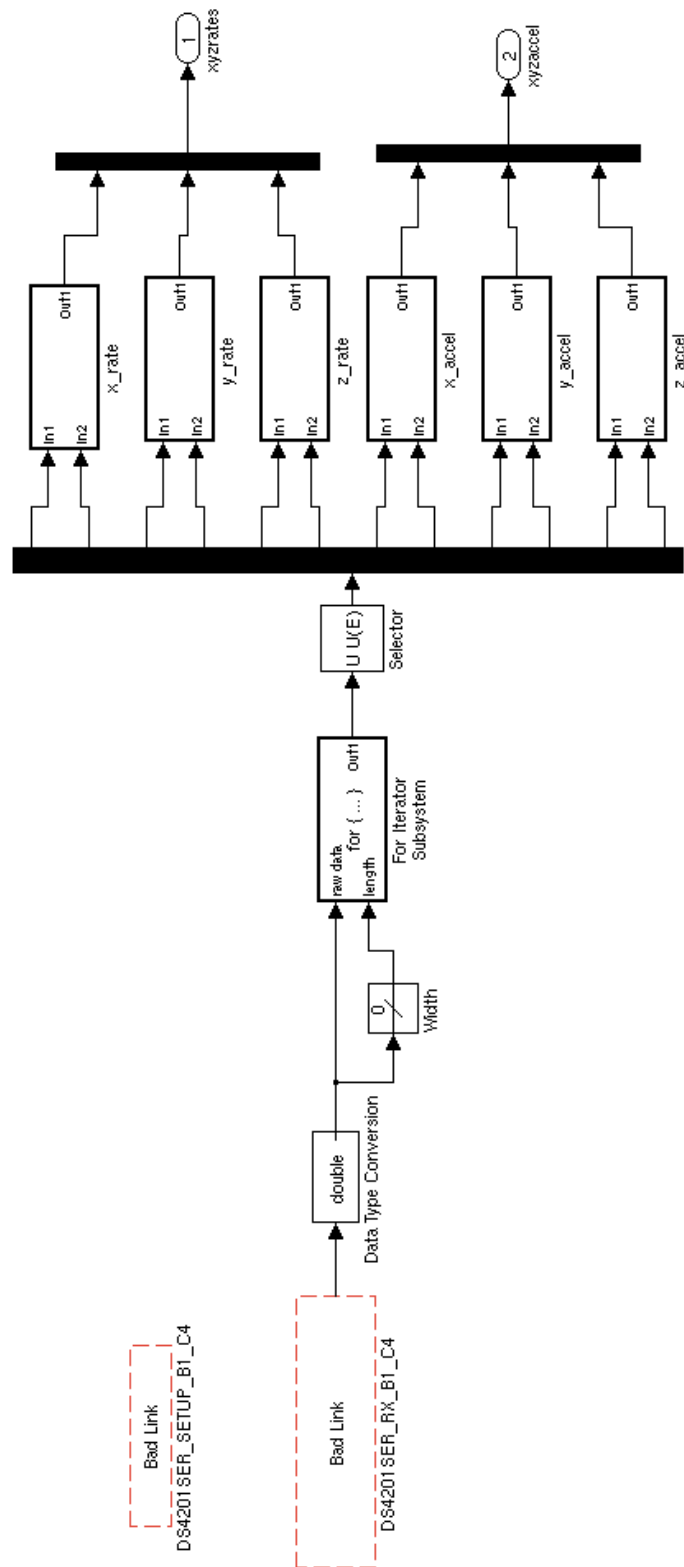 Bad Link
DS4201SER_SETUP_B1_C4
Bad Link
DS4201SER_RX_B1_C4
double
Data Type Conversion
0
Width
raw data
length
for { ... }
Out1
For Iterator
Subsystem
U U(E)
Selector
In1
In2
Out1
x_rate
In1
In2
Out1
y_rate
In1
In2
Out1
z_rate
In1
In2
Out1
x_accel
In1
In2
Out1
y_accel
In1
In2
Out1
z_accel
1
xyzrates
2
xyzaccel